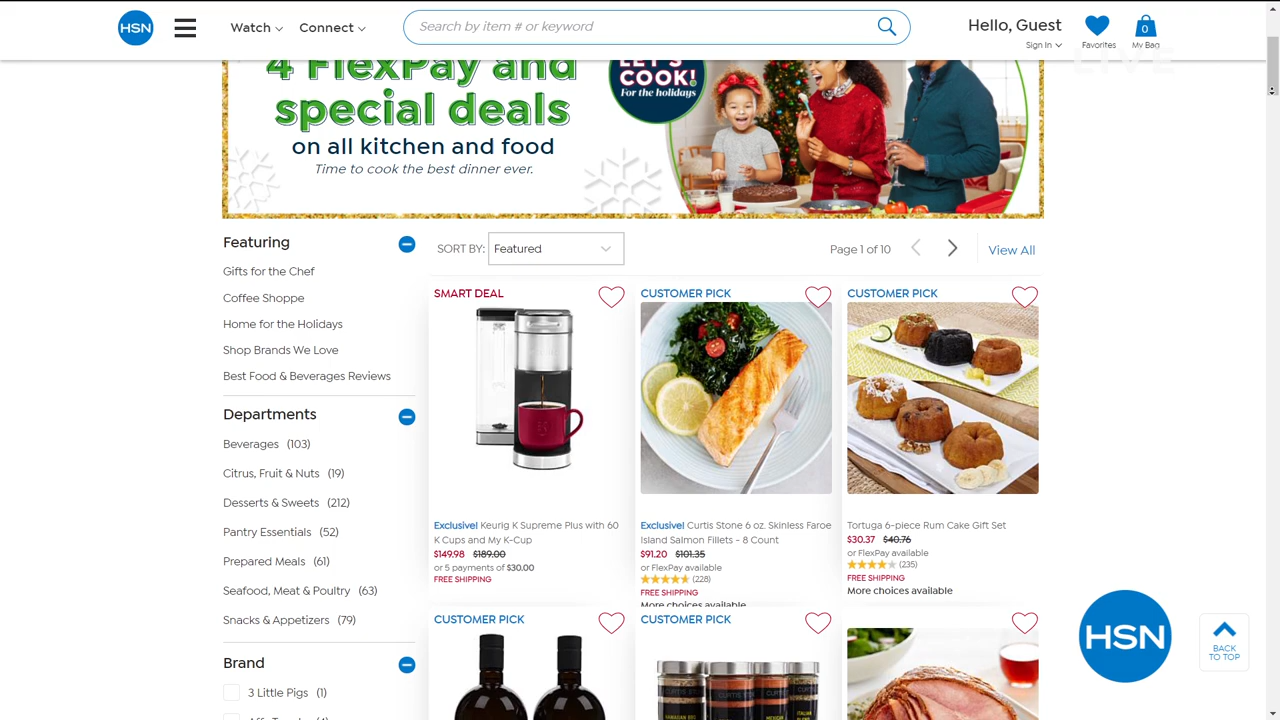 HSN
Watch
Connect
Search by item # or keyword
Hello, Guest
Sign In
Favorites
0
My Bag
LIVE
4 FlexPay and
special deals
on all kitchen and food
Time to cook the best dinner ever.
LET'S
COOK!
For the holidays
Featuring
Gifts for the Chef
Coffee Shoppe
Home for the Holidays
Shop Brands We Love
Best Food & Beverages Reviews
Departments
Beverages (103)
Citrus, Fruit & Nuts (19)
Desserts & Sweets (212)
Pantry Essentials (52)
Prepared Meals (61)
Seafood, Meat & Poultry (63)
Snacks & Appetizers (79)
Brand
3 Little Pigs (1)
SORT BY: Featured
Page 1 of 10
View All
SMART DEAL
Exclusive! Keurig K Supreme Plus with 60
K Cups and My K-Cup
$149.98 $189.00
or 5 payments of $30.00
FREE SHIPPING
CUSTOMER PICK
Exclusive! Curtis Stone 6 oz. Skinless Faroe
Island Salmon Fillets - 8 Count
$91.20 $101.35
or FlexPay available
(228)
FREE SHIPPING
More choices available
CUSTOMER PICK
Tortuga 6-piece Rum Cake Gift Set
$30.37 $40.76
or FlexPay available
(235)
FREE SHIPPING
More choices available
CUSTOMER PICK
CUSTOMER PICK
CURTIS STONE
HSN
BACK
TO TOP